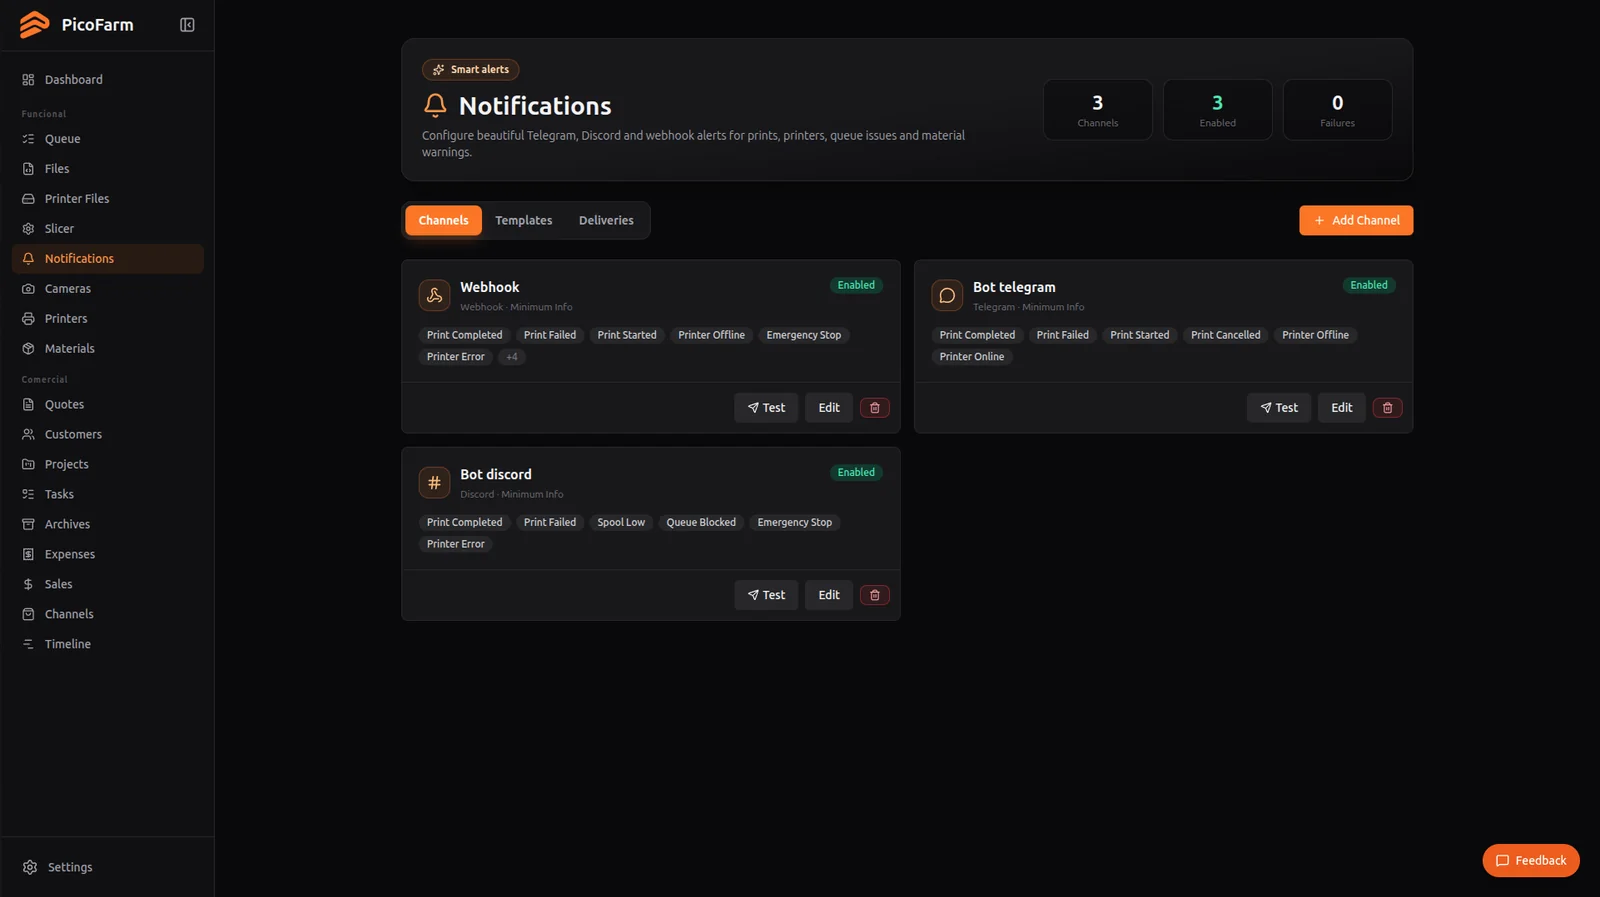 PicoFarm
Dashboard
Funcional
Queue
Files
Printer Files
Slicer
Notifications
Cameras
Printers
Materials
Comercial
Quotes
Customers
Projects
Tasks
Archives
Expenses
Sales
Channels
Timeline
Settings
Smart alerts
Notifications
Configure beautiful Telegram, Discord and webhook alerts for prints, printers, queue issues and material
warnings.
3
Channels
3
Enabled
0
Failures
Channels Templates Deliveries
+ Add Channel
Webhook
Enabled
Webhook · Minimum Info
Print Completed Print Failed Print Started Printer Offline Emergency Stop
Printer Error +4
Test Edit
Bot telegram
Enabled
Telegram · Minimum Info
Print Completed Print Failed Print Started Print Cancelled Printer Offline
Printer Online
Test Edit
Bot discord
Enabled
Discord · Minimum Info
Print Completed Print Failed Spool Low Queue Blocked Emergency Stop
Printer Error
Test Edit
Feedback